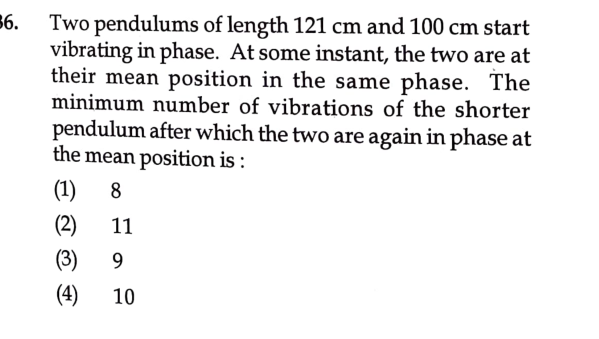 36. Two pendulums of length 121 cm and 100 cm start
vibrating in phase. At some instant, the two are at
their mean position in the same phase. The
minimum number of vibrations of the shorter
pendulum after which the two are again in phase at
the mean position is :
(1) 8
(2) 11
(3) 9
(4) 10